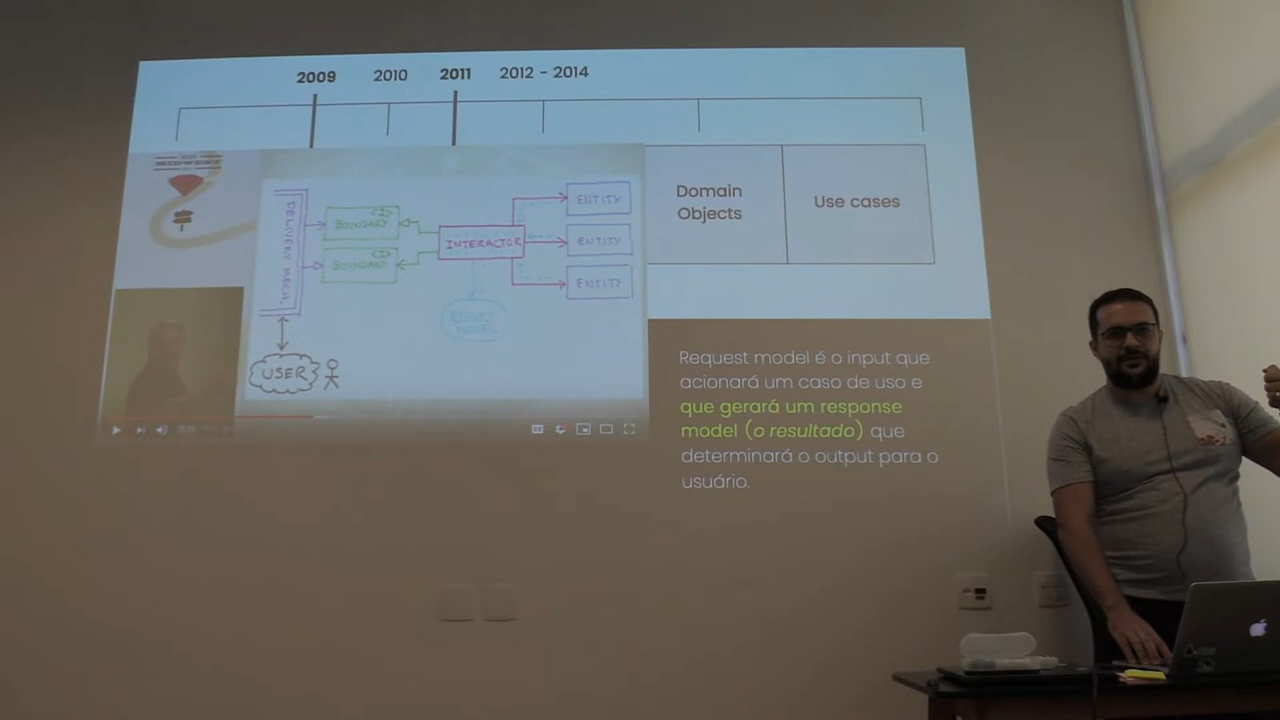 2009
2010
2011
2012 - 2014
Domain
Objects
Use cases
DELIVERY MECH.
<I>
BOUNDARY
<I>
BOUNDARY
INTERACTOR
ENTITY
ENTITY
ENTITY
MODEL
USER
Request model é o input que
acionará um caso de uso e
que gerará um response
model (o resultado) que
determinará o output para o
usuário.